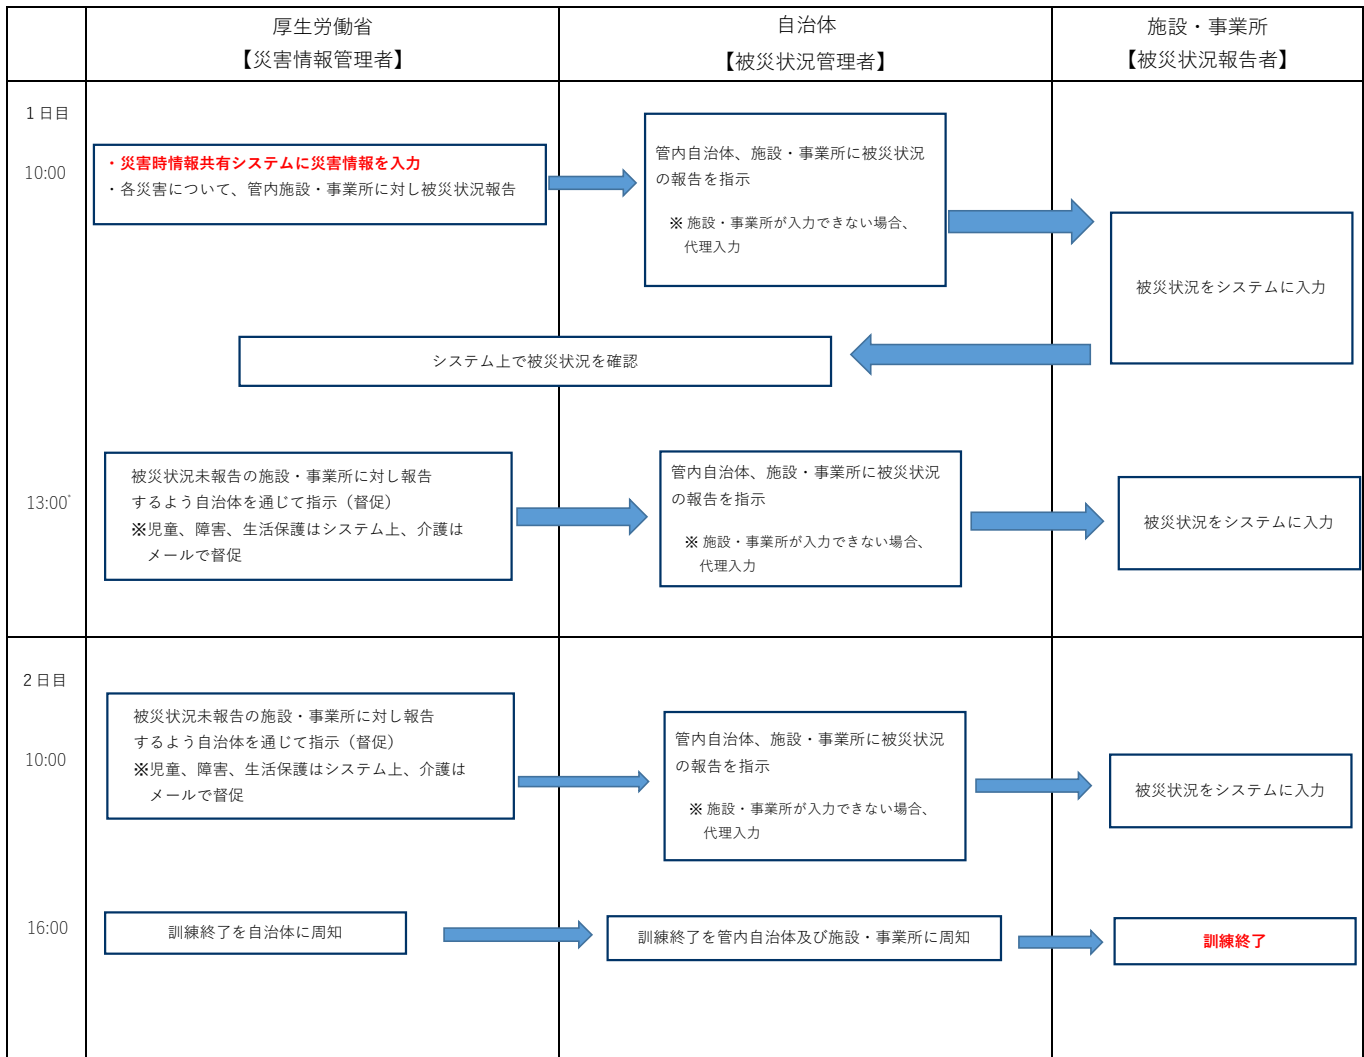 厚生労働省
【災害情報管理者】
自治体
【被災状況管理者】
施設・事業所
【被災状況報告者】
1日目
10:00
・災害時情報共有システムに災害情報を入力
・各災害について、管内施設・事業所に対し被災状況報告
管内自治体、施設・事業所に被災状況
の報告を指示
※ 施設・事業所が入力できない場合、
代理入力
被災状況をシステムに入力
システム上で被災状況を確認
13:00*
被災状況未報告の施設・事業所に対し報告
するよう自治体を通じて指示（督促）
※児童、障害、生活保護はシステム上、介護は
メールで督促
管内自治体、施設・事業所に被災状況
の報告を指示
※ 施設・事業所が入力できない場合、
代理入力
被災状況をシステムに入力
2日目
10:00
被災状況未報告の施設・事業所に対し報告
するよう自治体を通じて指示（督促）
※児童、障害、生活保護はシステム上、介護は
メールで督促
管内自治体、施設・事業所に被災状況
の報告を指示
※ 施設・事業所が入力できない場合、
代理入力
被災状況をシステムに入力
16:00
訓練終了を自治体に周知
訓練終了を管内自治体及び施設・事業所に周知
訓練終了